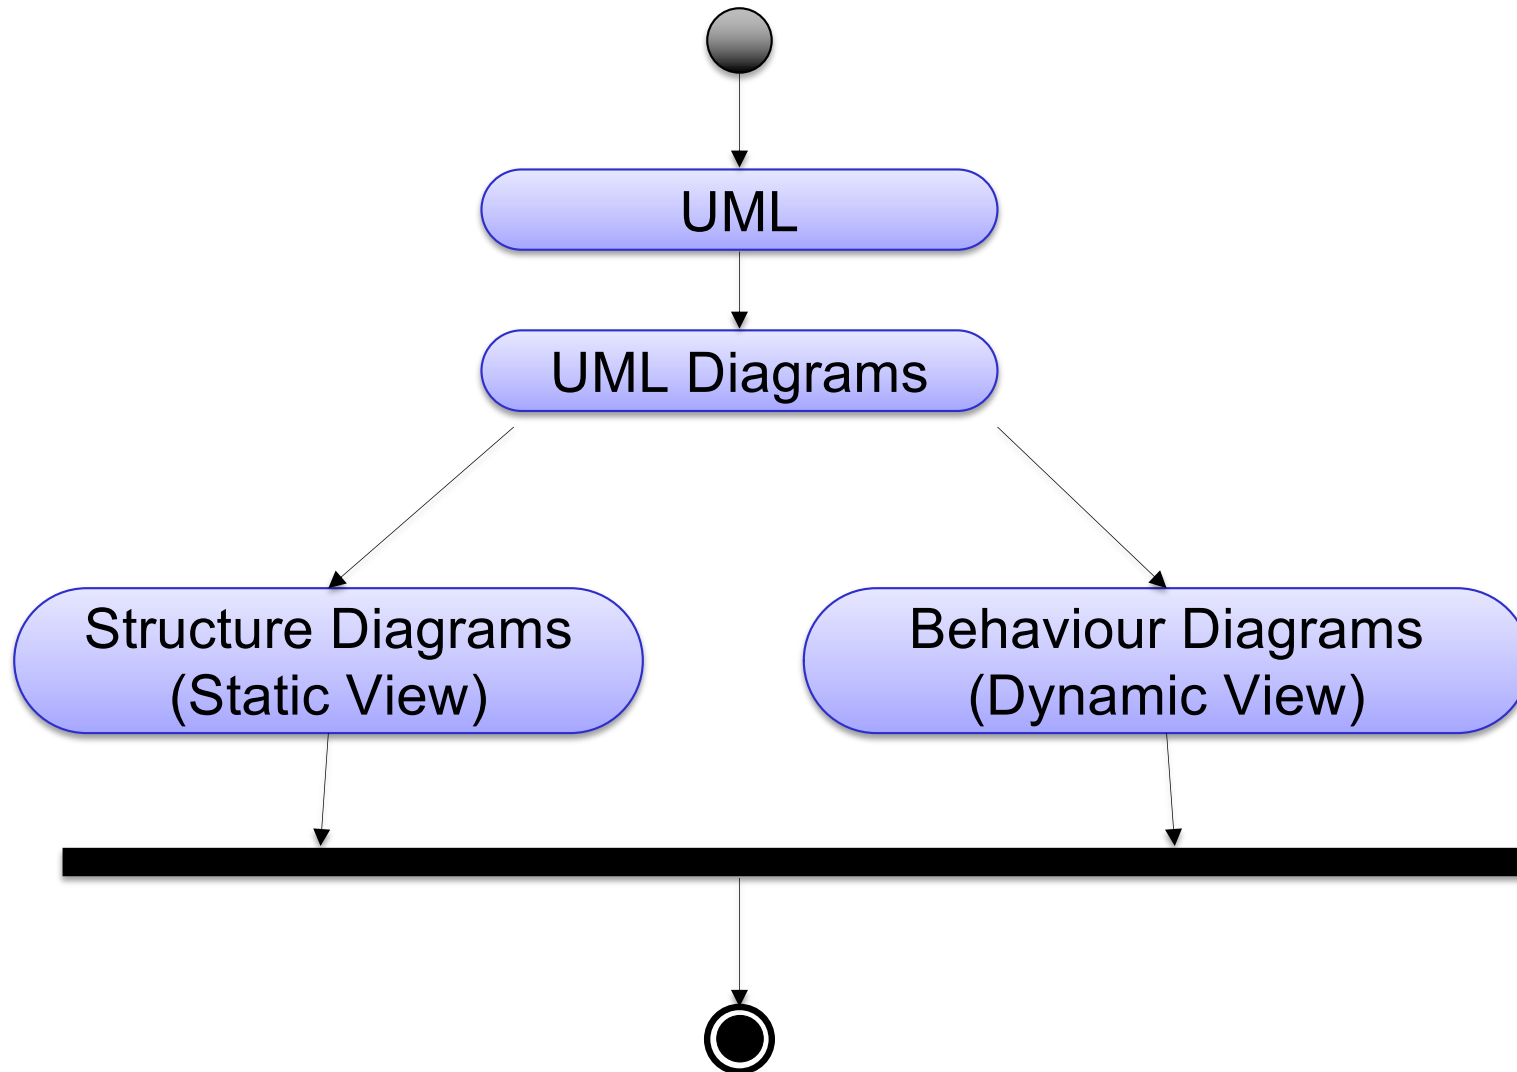 UML
UML Diagrams
Structure Diagrams
(Static View)
Behaviour Diagrams
(Dynamic View)